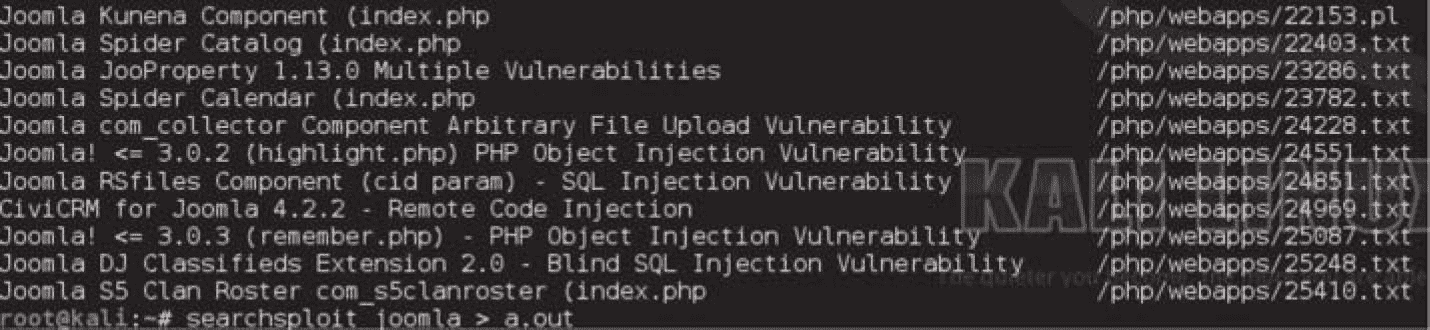 Joomla Kunena Component (index.php /php/webapps/22153.pl
Joomla Spider Catalog (index.php /php/webapps/22403.txt
Joomla JooProperty 1.13.0 Multiple Vulnerabilities /php/webapps/23286.txt
Joomla Spider Calendar (index.php /php/webapps/23782.txt
Joomla com_collector Component Arbitrary File Upload Vulnerability /php/webapps/24228.txt
Joomla! <= 3.0.2 (highlight.php) PHP Object Injection Vulnerability /php/webapps/24551.txt
Joomla RSfiles Component (cid param) - SQL Injection Vulnerability /php/webapps/24851.txt
CiviCRM for Joomla 4.2.2 - Remote Code Injection /php/webapps/24969.txt
Joomla! <= 3.0.3 (remember.php) - PHP Object Injection Vulnerability /php/webapps/25087.txt
Joomla DJ Classifieds Extension 2.0 - Blind SQL Injection Vulnerability /php/webapps/25248.txt
Joomla S5 Clan Roster com_s5clanroster (index.php /php/webapps/25410.txt
root@kali:~# searchsploit joomla > a.out
KALI
The quieter you